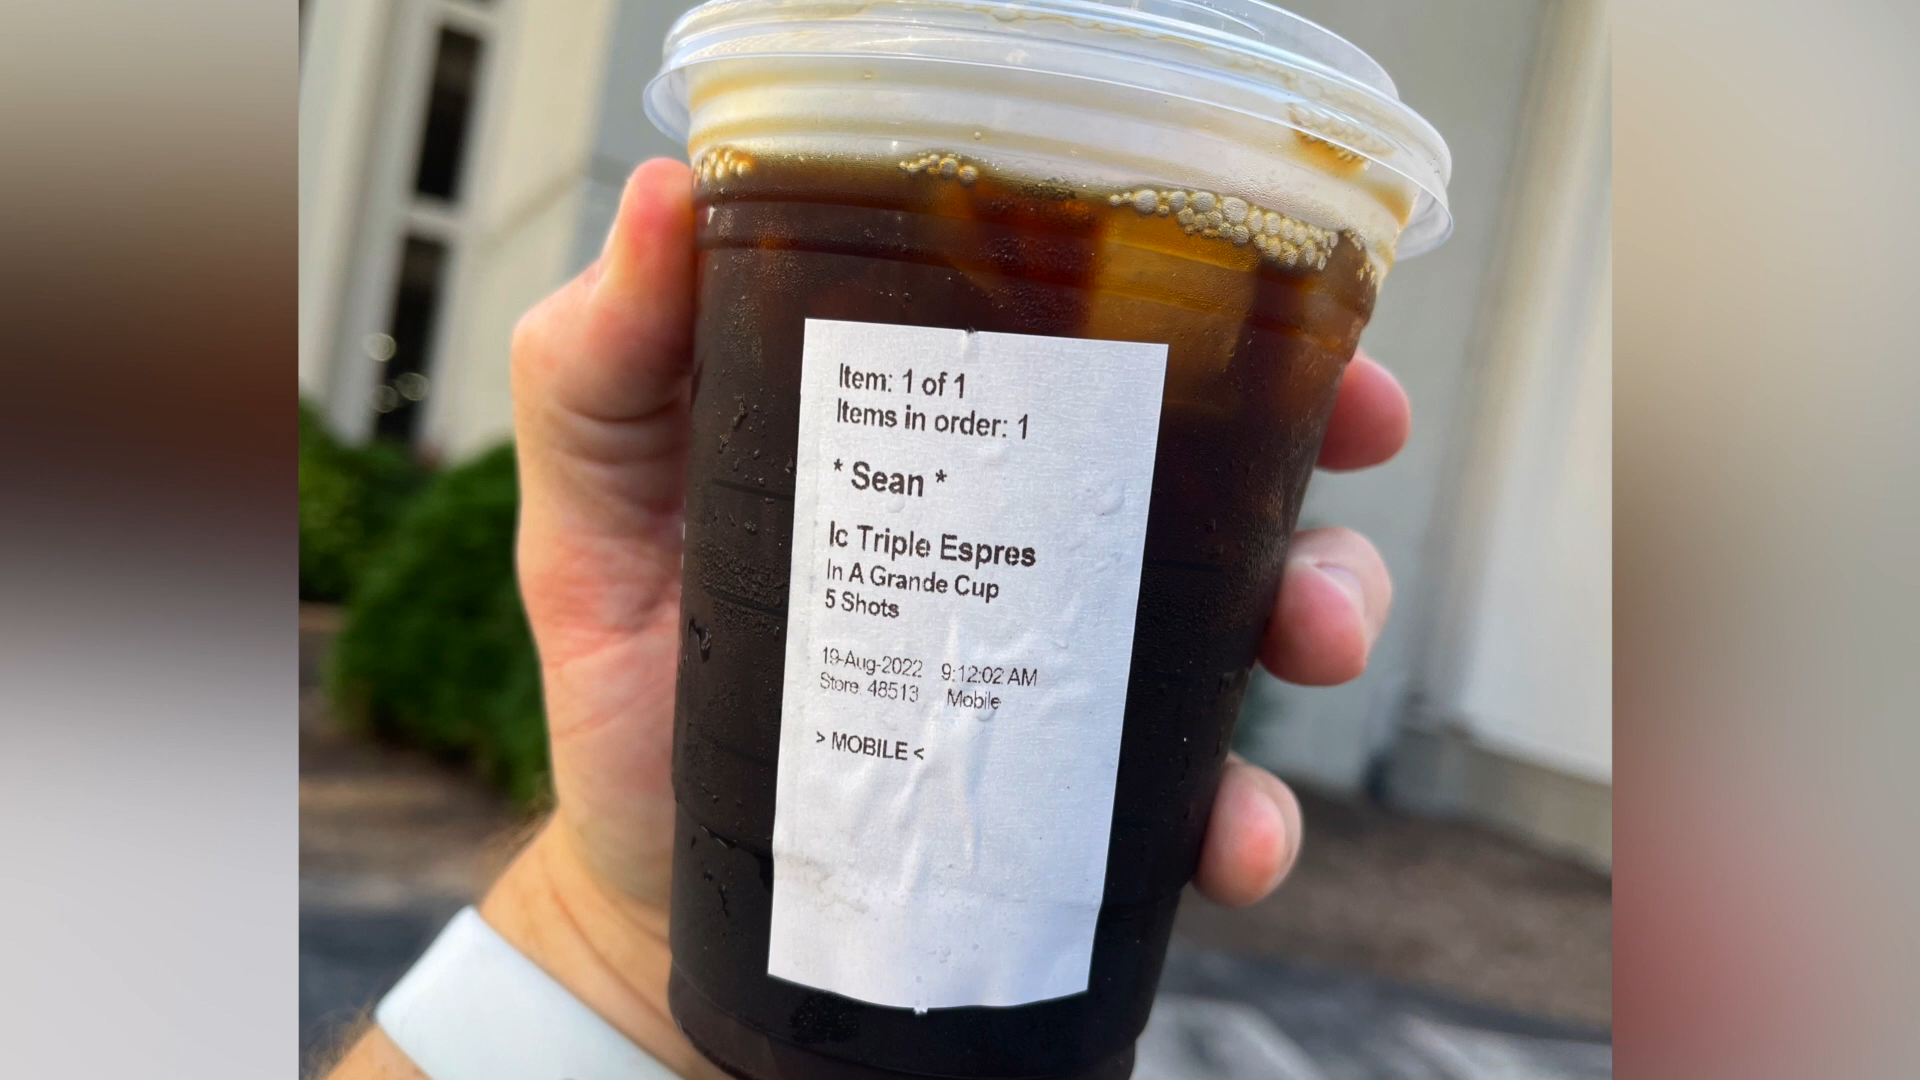 Item: 1 of 1
Items in order: 1
* Sean *
Ic Triple Espres
In A Grande Cup
5 Shots
19-Aug-2022 9:12:02 AM
Store: 48513 Mobile
> MOBILE <